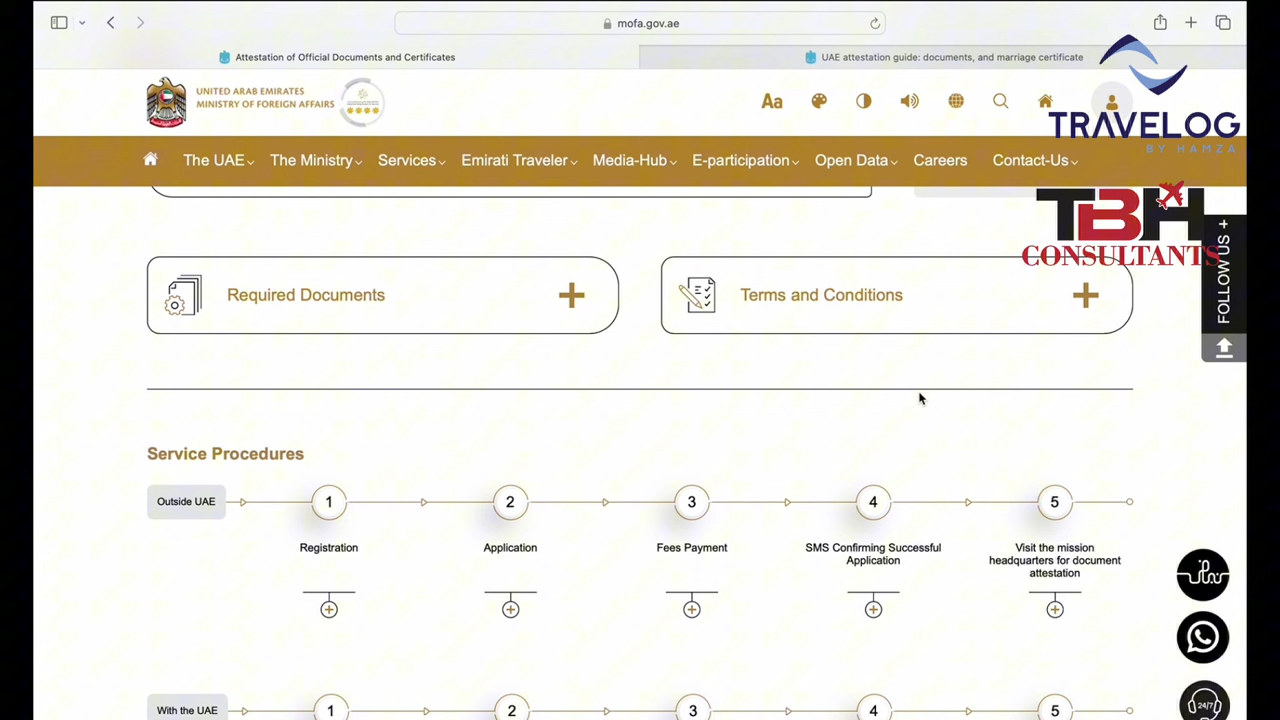 mofa.gov.ae
Attestation of Official Documents and Certificates
UAE attestation guide: documents, and marriage certificate
UNITED ARAB EMIRATES
MINISTRY OF FOREIGN AFFAIRS
Aa
TRAVELOG
BY HAMZA
The UAE
The Ministry
Services
Emirati Traveler
Media-Hub
E-participation
Open Data
Careers
Contact-Us
TBH
CONSULTANTS
FOLLOW US +
Required Documents
Terms and Conditions
Service Procedures
Outside UAE
1
2
3
4
5
Registration
Application
Fees Payment
SMS Confirming Successful
Application
Visit the mission
headquarters for document
attestation
With the UAE
1
2
3
4
5
24/7